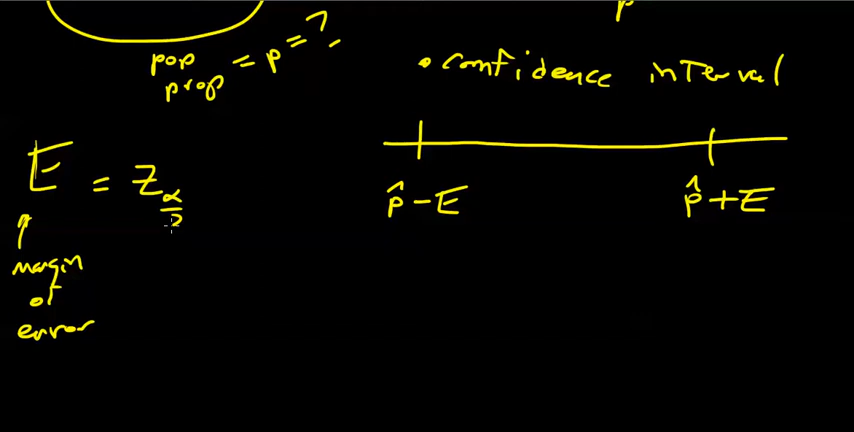 p
pop prop = p = ?
• confidence interval
E = z α/2
p̂ − E
p̂ + E
↑
margin
of
error